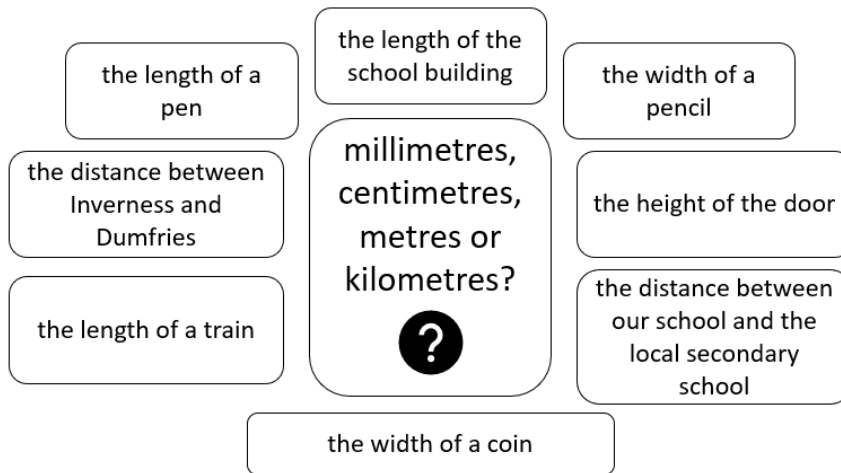 the length of the
school building
the length of a
pen
the width of a
pencil
millimetres,
centimetres,
metres or
kilometres?
?
the distance between
Inverness and
Dumfries
the height of the door
the length of a train
the distance between
our school and the
local secondary
school
the width of a coin